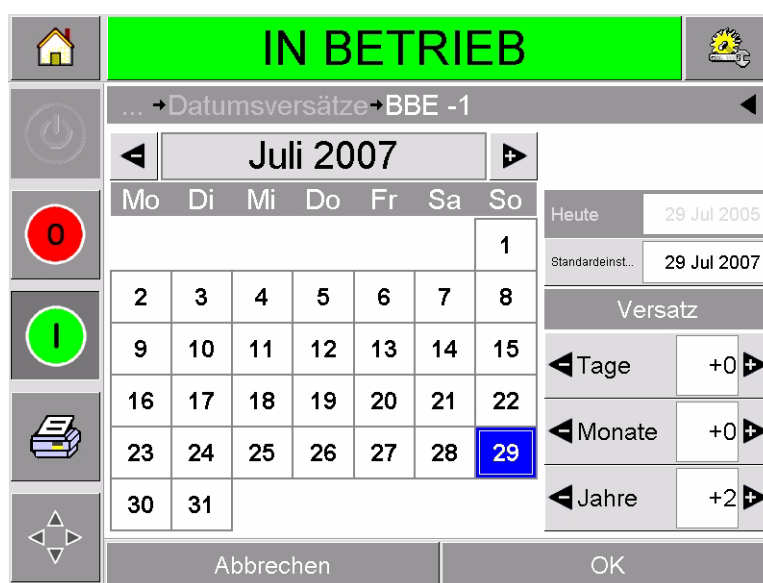 IN BETRIEB
... →Datumsversätze→BBE -1
Juli 2007
Mo Di Mi Do Fr Sa So
1
2 3 4 5 6 7 8
9 10 11 12 13 14 15
16 17 18 19 20 21 22
23 24 25 26 27 28 29
30 31
Heute 29 Jul 2005
Standardeinst... 29 Jul 2007
Versatz
Tage +0
Monate +0
Jahre +2
0
I
Abbrechen OK